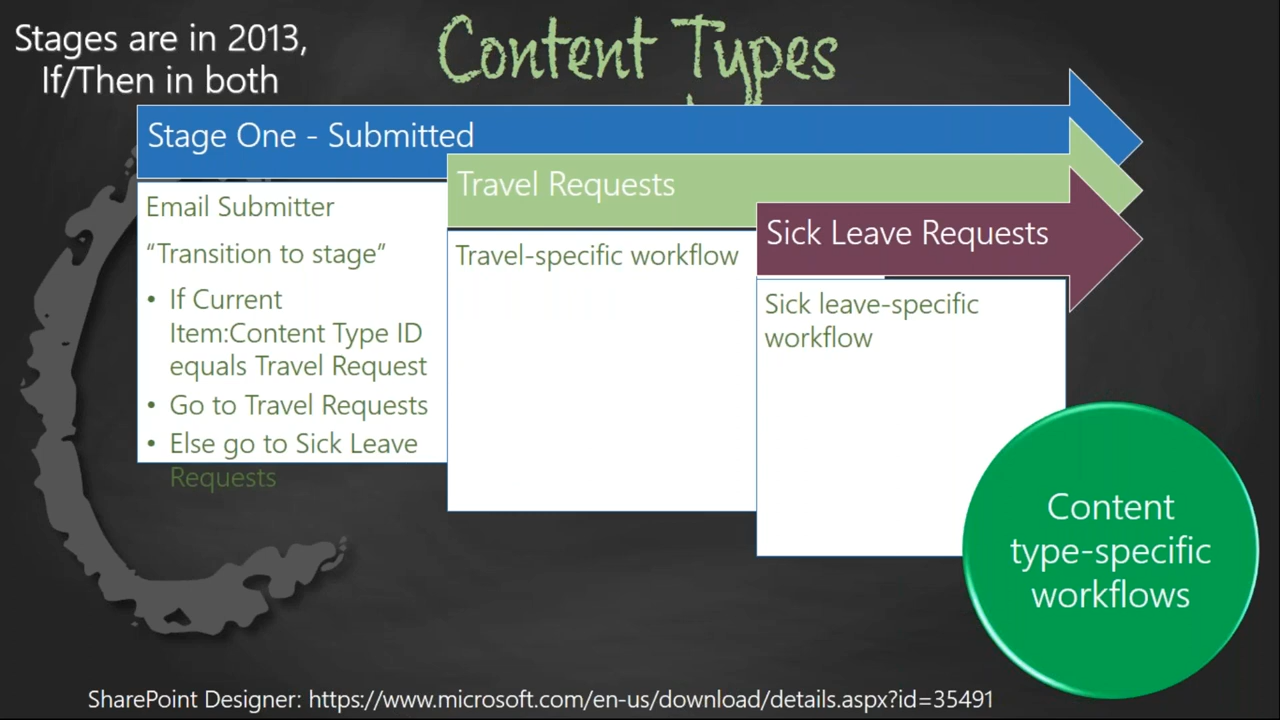 Stages are in 2013,
If/Then in both
Content Types
Stage One - Submitted
Email Submitter
“Transition to stage”
• If Current
Item:Content Type ID
equals Travel Request
• Go to Travel Requests
• Else go to Sick Leave
Requests
Travel Requests
Travel-specific workflow
Sick Leave Requests
Sick leave-specific
workflow
Content
type-specific
workflows
SharePoint Designer: https://www.microsoft.com/en-us/download/details.aspx?id=35491